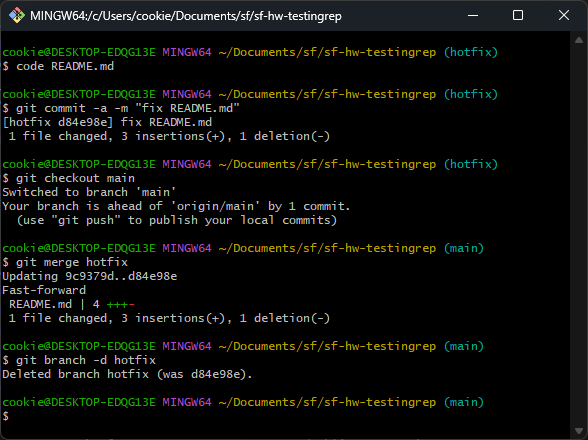 MINGW64:/c/Users/cookie/Documents/sf/sf-hw-testingrep
cookie@DESKTOP-EDQG13E MINGW64 ~/Documents/sf/sf-hw-testingrep (hotfix)
$ code README.md
cookie@DESKTOP-EDQG13E MINGW64 ~/Documents/sf/sf-hw-testingrep (hotfix)
$ git commit -a -m "fix README.md"
[hotfix d84e98e] fix README.md
 1 file changed, 3 insertions(+), 1 deletion(-)
cookie@DESKTOP-EDQG13E MINGW64 ~/Documents/sf/sf-hw-testingrep (hotfix)
$ git checkout main
Switched to branch 'main'
Your branch is ahead of 'origin/main' by 1 commit.
  (use "git push" to publish your local commits)
cookie@DESKTOP-EDQG13E MINGW64 ~/Documents/sf/sf-hw-testingrep (main)
$ git merge hotfix
Updating 9c9379d..d84e98e
Fast-forward
 README.md | 4 +++-
 1 file changed, 3 insertions(+), 1 deletion(-)
cookie@DESKTOP-EDQG13E MINGW64 ~/Documents/sf/sf-hw-testingrep (main)
$ git branch -d hotfix
Deleted branch hotfix (was d84e98e).
cookie@DESKTOP-EDQG13E MINGW64 ~/Documents/sf/sf-hw-testingrep (main)
$